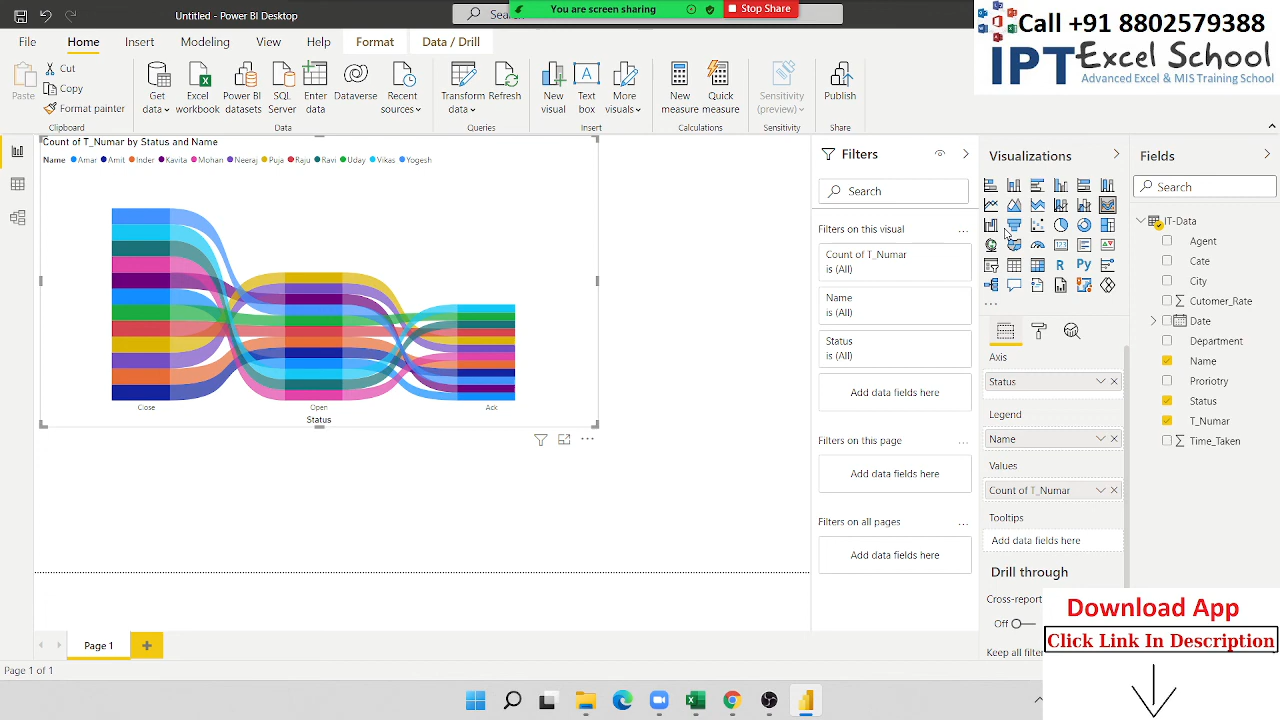 Untitled - Power BI Desktop
You are screen sharing
Stop Share
Call +91 8802579388
IPT Excel School
Advanced Excel & MIS Training School
File Home Insert Modeling View Help Format Data / Drill
Paste
Cut
Copy
Format painter
Get data
Excel workbook
Power BI datasets
SQL Server
Enter data
Dataverse
Recent sources
Transform data
Refresh
New visual
Text box
More visuals
New measure
Quick measure
Sensitivity (preview)
Publish
Clipboard Data Queries Insert Calculations Sensitivity Share
Count of T_Numar by Status and Name
Name Amar Amit Inder Kavita Mohan Neeraj Puja Raju Ravi Uday Vikas Yogesh
Close Open Ack
Status
Filters
Search
Filters on this visual
Count of T_Numar
is (All)
Name
is (All)
Status
is (All)
Add data fields here
Filters on this page
Add data fields here
Filters on all pages
Add data fields here
Visualizations
R
Py
123
Axis
Status
Legend
Name
Values
Count of T_Numar
Tooltips
Add data fields here
Drill through
Cross-report
Off
Keep all filter
Fields
Search
IT-Data
Agent
Cate
City
Cutomer_Rate
Date
Department
Name
Proriotry
Status
T_Numar
Time_Taken
Download App
Click Link In Description
Page 1
Page 1 of 1